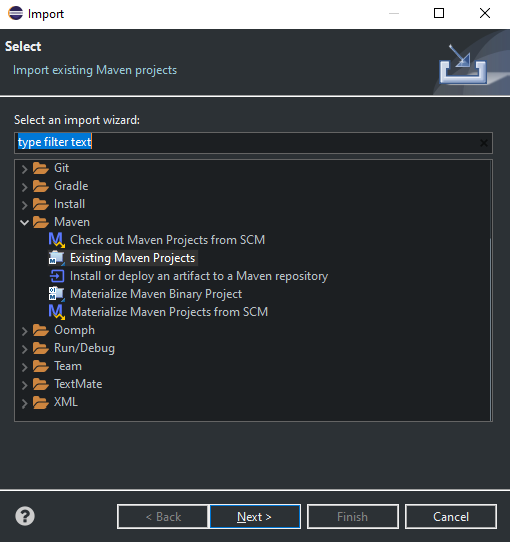 Import
Select
Import existing Maven projects
Select an import wizard:
type filter text
Git
Gradle
Install
Maven
Check out Maven Projects from SCM
Existing Maven Projects
Install or deploy an artifact to a Maven repository
Materialize Maven Binary Project
Materialize Maven Projects from SCM
Oomph
Run/Debug
Team
TextMate
XML
< Back Next > Finish Cancel